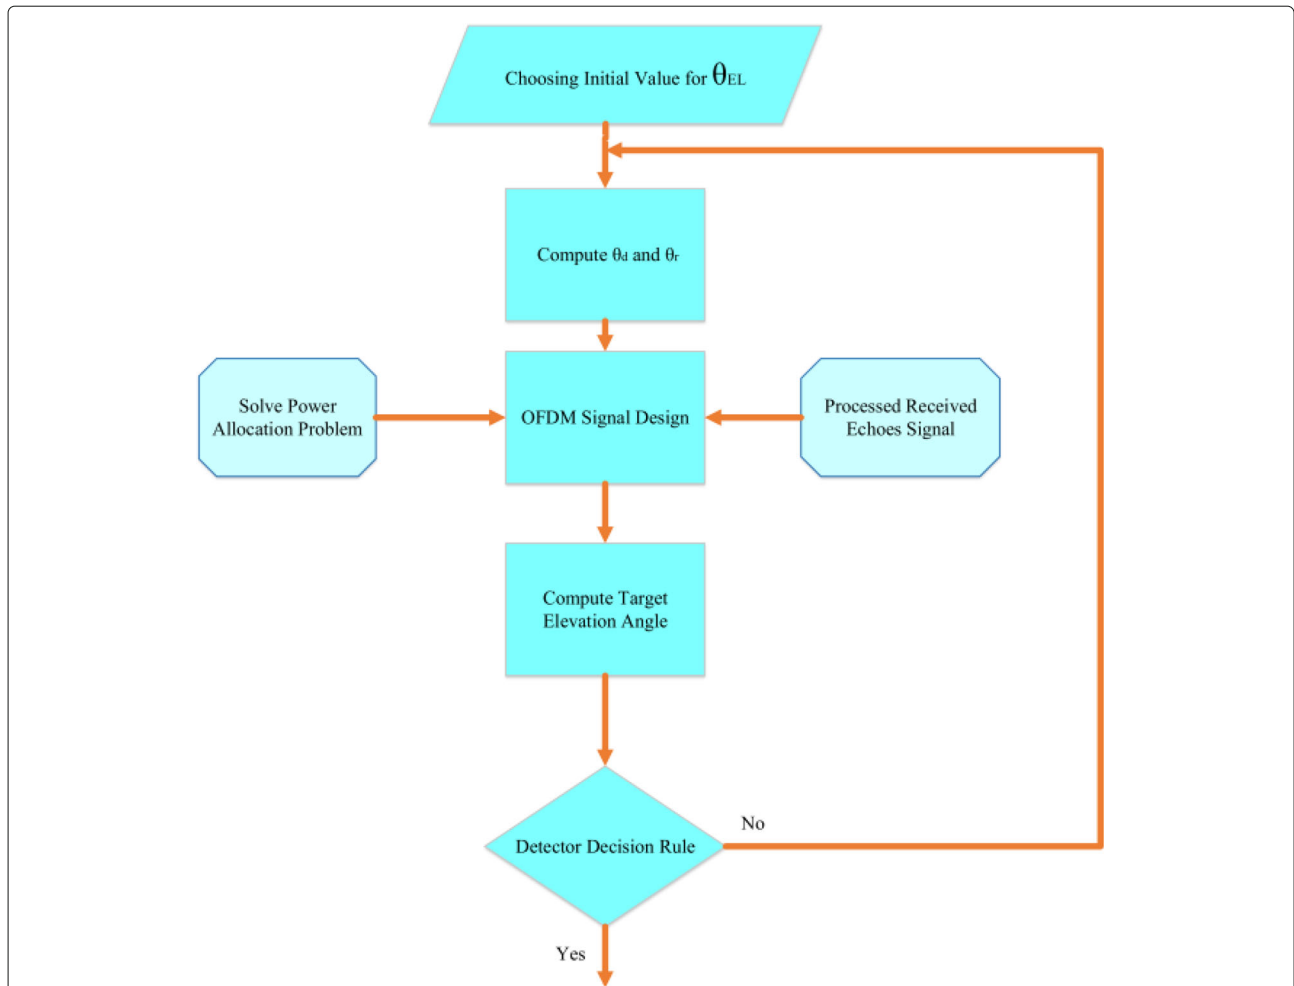 Choosing Initial Value for θEL
Compute θd and θr
Solve Power
Allocation Problem
OFDM Signal Design
Processed Received
Echoes Signal
Compute Target
Elevation Angle
Detector Decision Rule
No
Yes